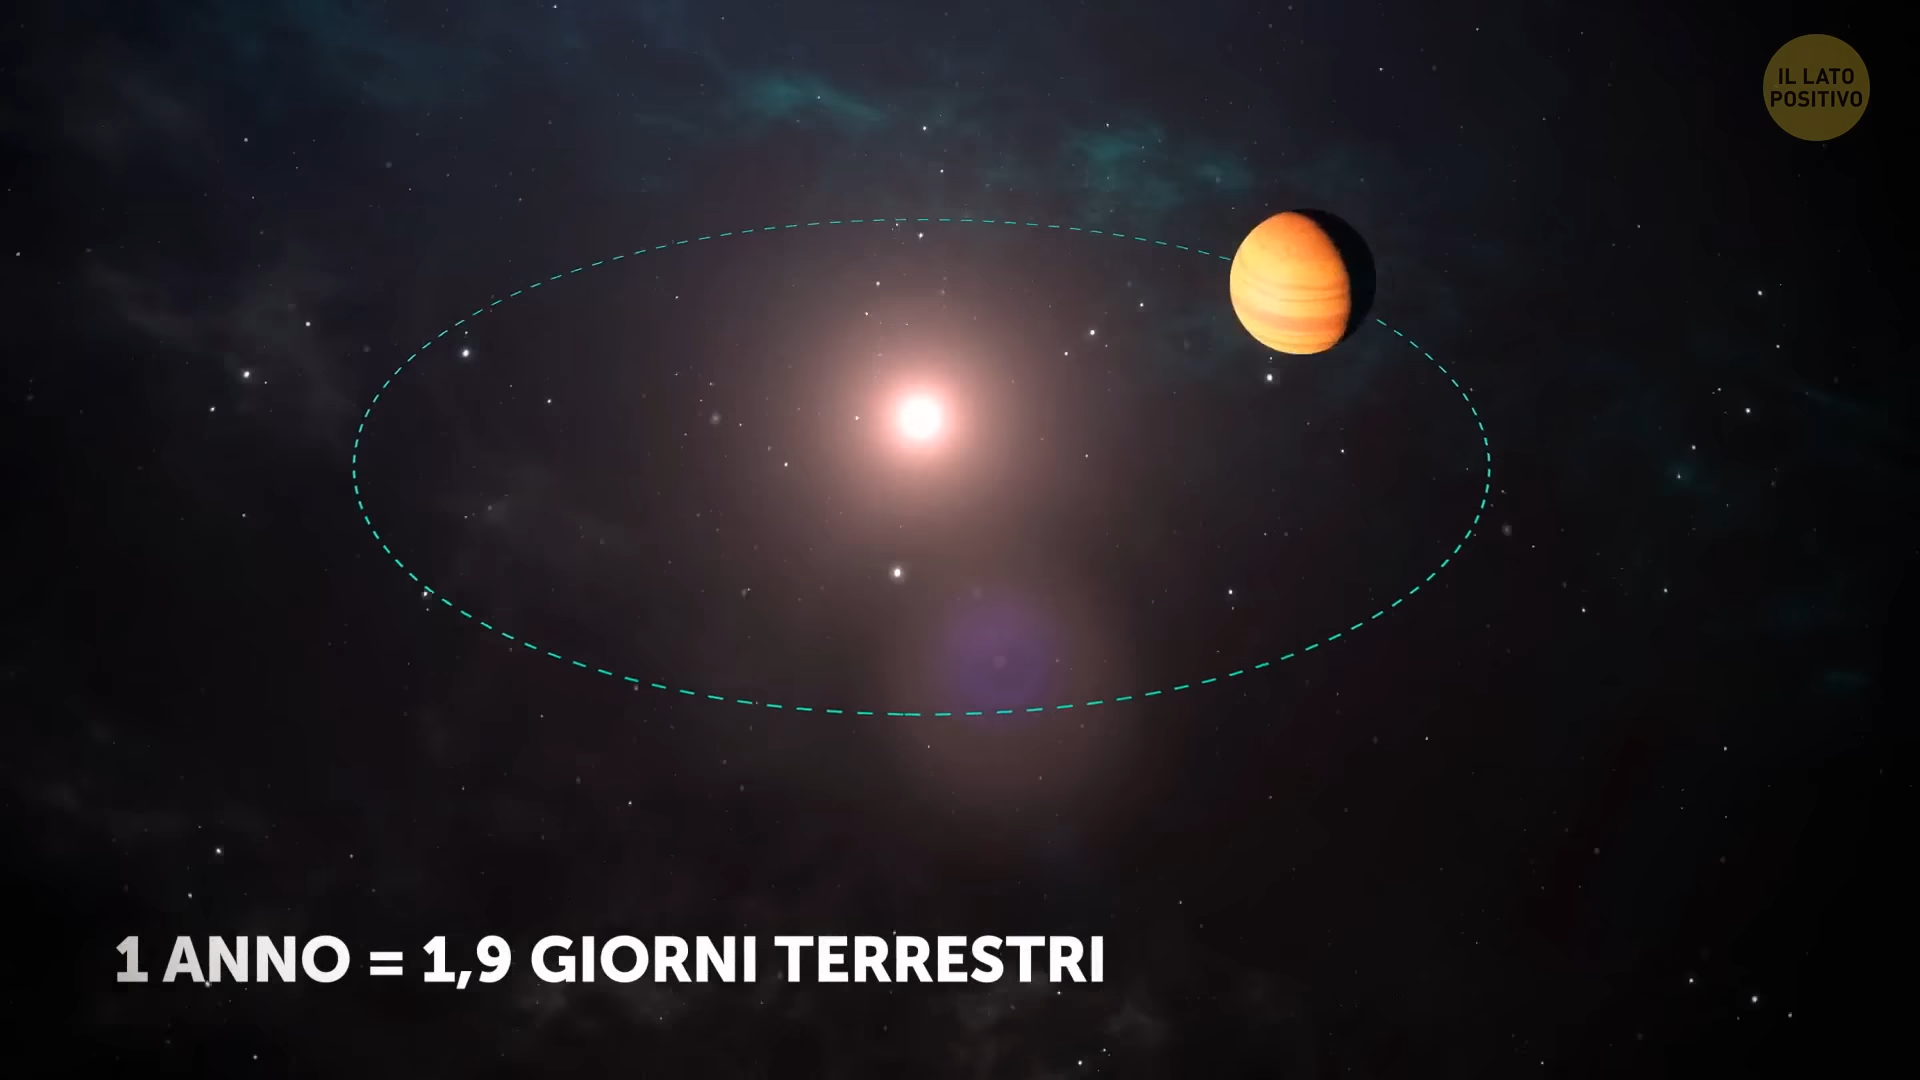 IL LATO
POSITIVO
1 ANNO = 1,9 GIORNI TERRESTRI